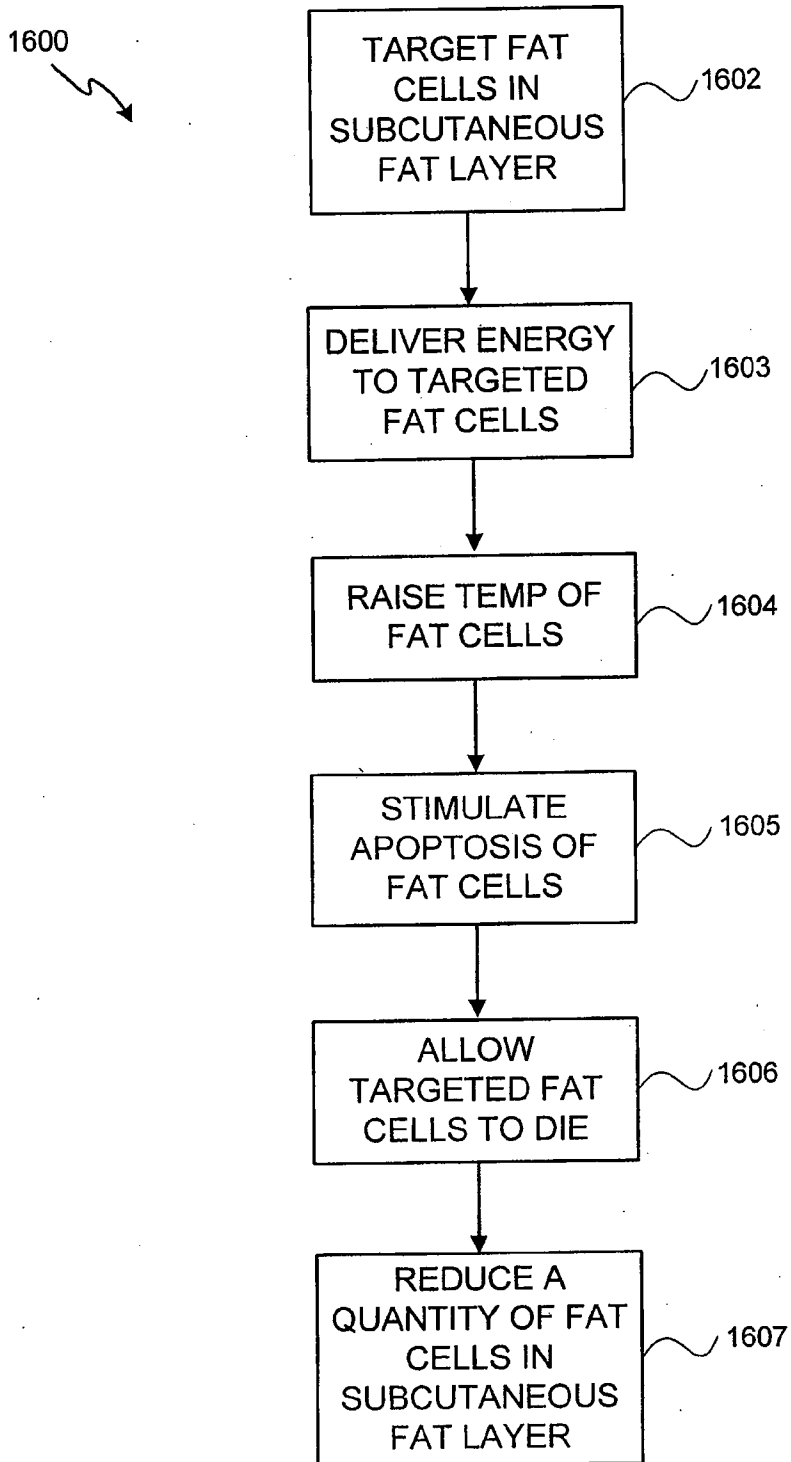 1600
TARGET FAT
CELLS IN
SUBCUTANEOUS
FAT LAYER
1602
DELIVER ENERGY
TO TARGETED
FAT CELLS
1603
RAISE TEMP OF
FAT CELLS
1604
STIMULATE
APOPTOSIS OF
FAT CELLS
1605
ALLOW
TARGETED FAT
CELLS TO DIE
1606
REDUCE A
QUANTITY OF FAT
CELLS IN
SUBCUTANEOUS
FAT LAYER
1607